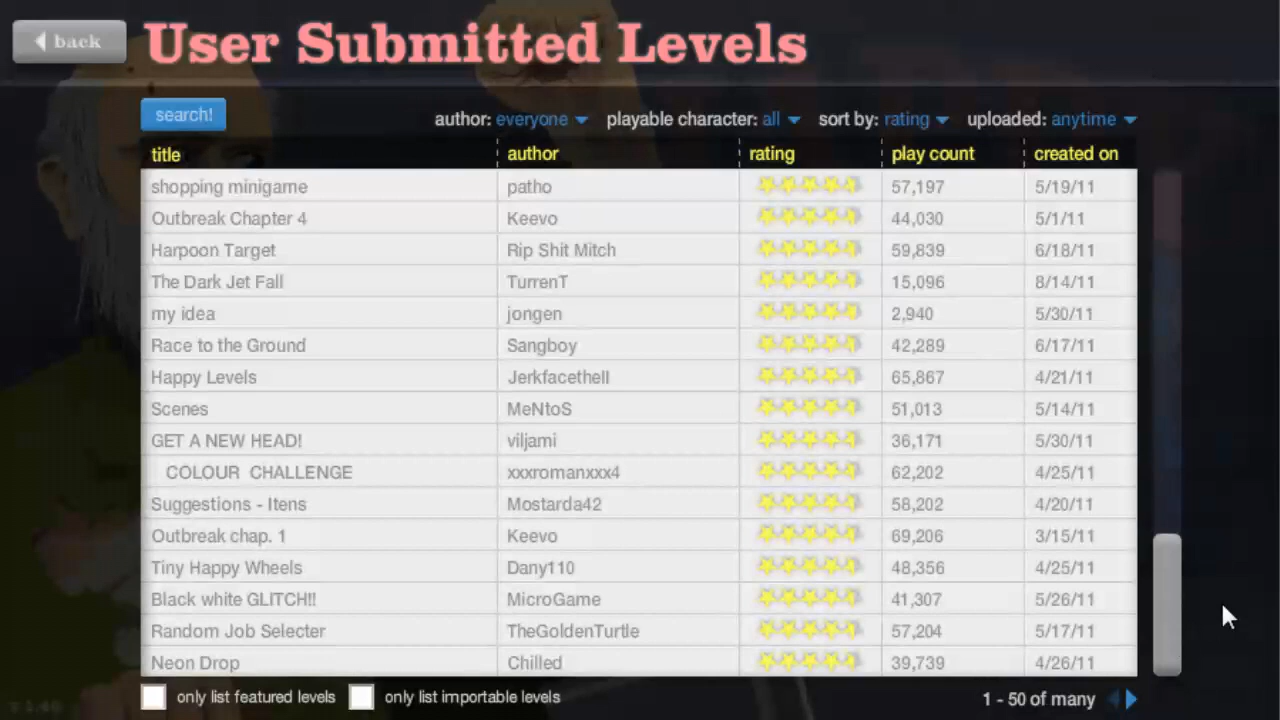 back
User Submitted Levels
search!
author: everyone playable character: all sort by: rating uploaded: anytime
title author rating play count created on
shopping minigame patho 57,197 5/19/11
Outbreak Chapter 4 Keevo 44,030 5/1/11
Harpoon Target Rip Shit Mitch 59,839 6/18/11
The Dark Jet Fall TurrenT 15,096 8/14/11
my idea jongen 2,940 5/30/11
Race to the Ground Sangboy 42,289 6/17/11
Happy Levels Jerkfacethell 65,867 4/21/11
Scenes MeNtoS 51,013 5/14/11
GET A NEW HEAD! viljami 36,171 5/30/11
COLOUR CHALLENGE xxxromanxxx4 62,202 4/25/11
Suggestions - Itens Mostarda42 58,202 4/20/11
Outbreak chap. 1 Keevo 69,206 3/15/11
Tiny Happy Wheels Dany110 48,356 4/25/11
Black white GLITCH!! MicroGame 41,307 5/26/11
Random Job Selecter TheGoldenTurtle 57,204 5/17/11
Neon Drop Chilled 39,739 4/26/11
only list featured levels only list importable levels 1 - 50 of many